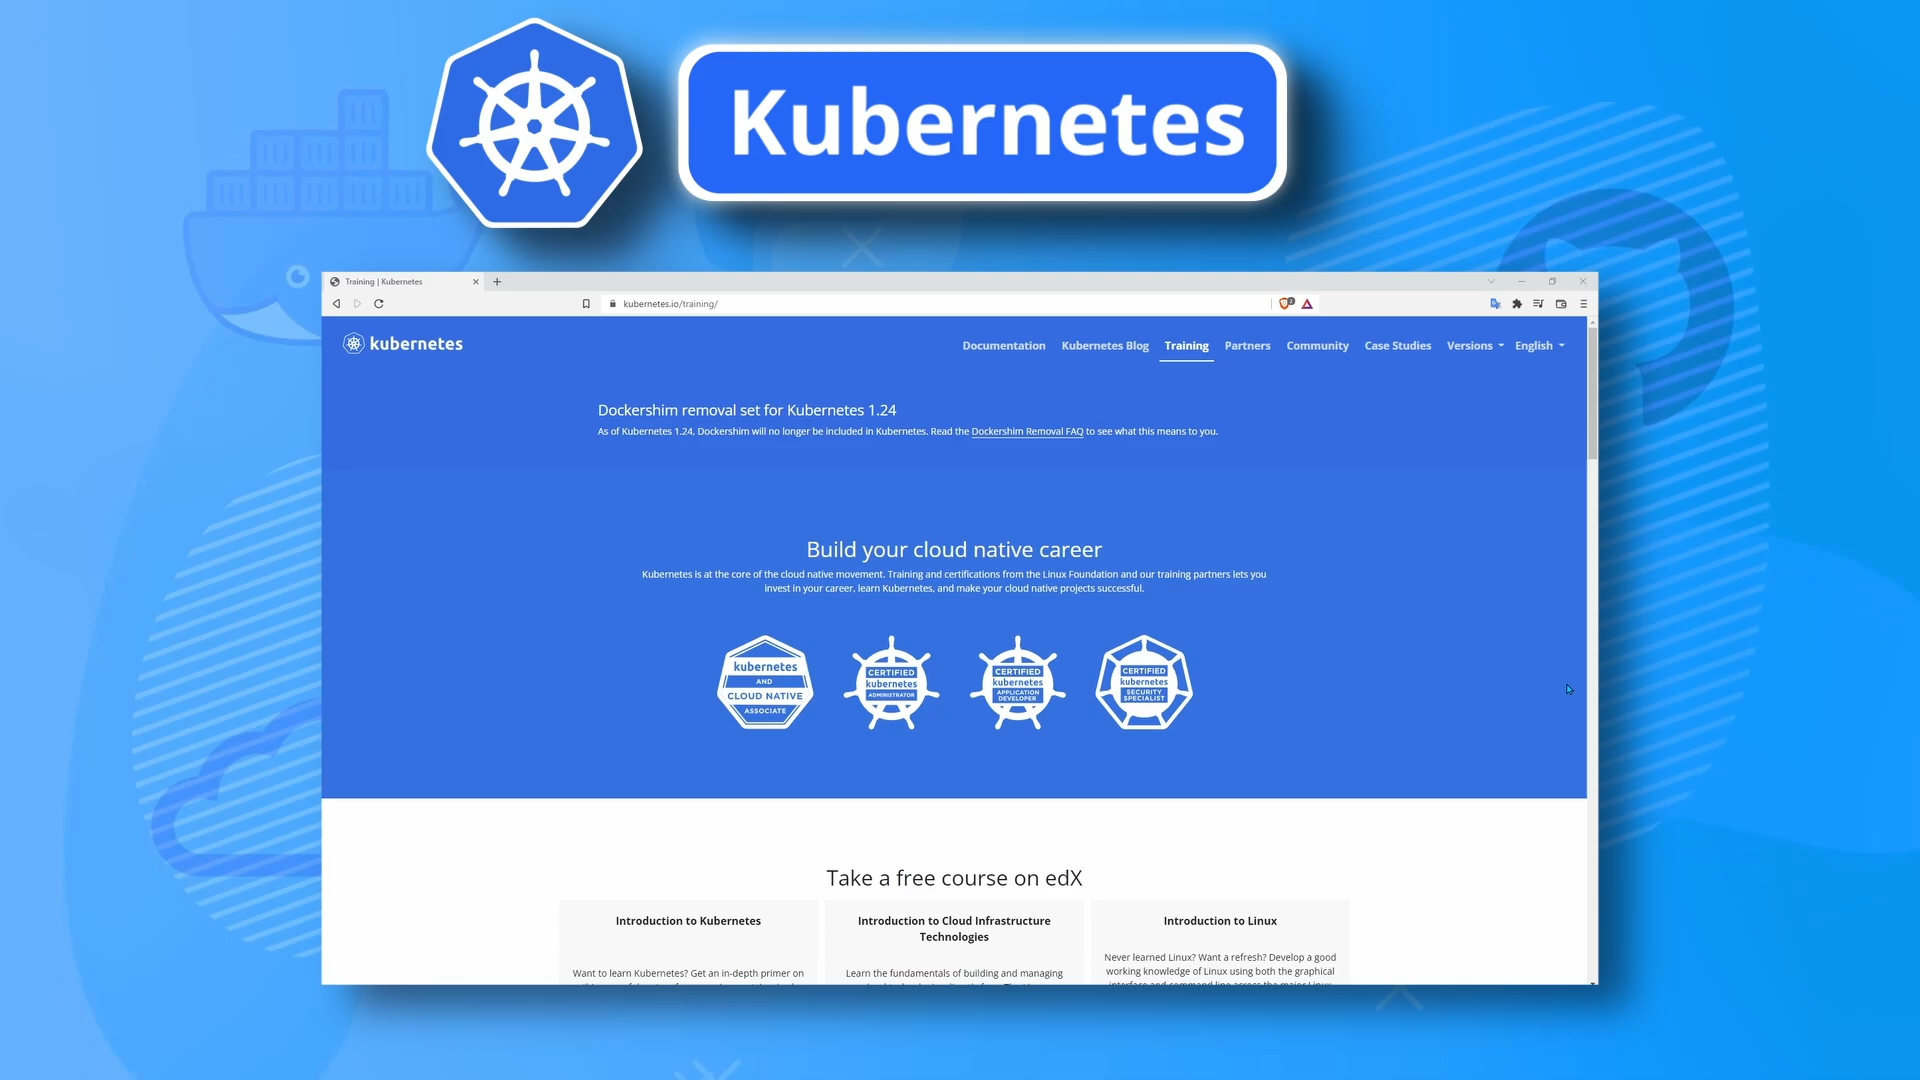 Kubernetes
Training | Kubernetes
kubernetes.io/training/
kubernetes
Documentation Kubernetes Blog Training Partners Community Case Studies Versions English
Dockershim removal set for Kubernetes 1.24
As of Kubernetes 1.24, Dockershim will no longer be included in Kubernetes. Read the Dockershim Removal FAQ to see what this means to you.
Build your cloud native career
Kubernetes is at the core of the cloud native movement. Training and certifications from the Linux Foundation and our training partners lets you
invest in your career, learn Kubernetes, and make your cloud native projects successful.
kubernetes
AND
CLOUD NATIVE
ASSOCIATE
CERTIFIED
kubernetes
ADMINISTRATOR
CERTIFIED
kubernetes
APPLICATION
DEVELOPER
CERTIFIED
kubernetes
SECURITY
SPECIALIST
Take a free course on edX
Introduction to Kubernetes
Want to learn Kubernetes? Get an in-depth primer on
Introduction to Cloud Infrastructure
Technologies
Learn the fundamentals of building and managing
Introduction to Linux
Never learned Linux? Want a refresh? Develop a good
working knowledge of Linux using both the graphical
interface and command line across the major Linux